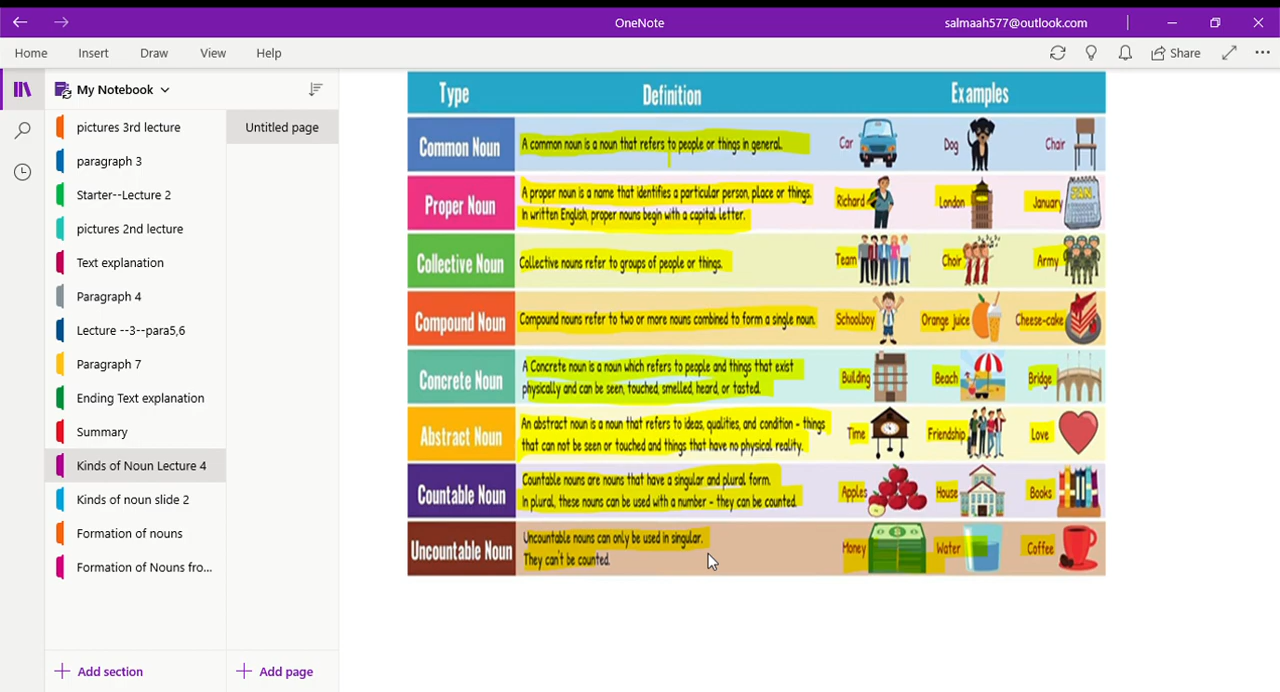 OneNote
salmaah577@outlook.com
Home Insert Draw View Help
Share
My Notebook
pictures 3rd lecture
paragraph 3
Starter--Lecture 2
pictures 2nd lecture
Text explanation
Paragraph 4
Lecture --3--para5,6
Paragraph 7
Ending Text explanation
Summary
Kinds of Noun Lecture 4
Kinds of noun slide 2
Formation of nouns
Formation of Nouns fro...
Add section
Untitled page
Add page
Type Definition Examples
Common Noun
A common noun is a noun that refers to people or things in general.
Car Dog Chair
Proper Noun
A proper noun is a name that identifies a particular person, place or things.
In written English, proper nouns begin with a capital letter.
Richard London January
JAN.
Collective Noun
Collective nouns refer to groups of people or things.
Team Choir Army
Compound Noun
Compound nouns refer to two or more nouns combined to form a single noun.
Schoolboy Orange juice Cheese-cake
Concrete Noun
A Concrete noun is a noun which refers to people and things that exist
physically and can be seen, touched, smelled, heard, or tasted.
Building Beach Bridge
Abstract Noun
An abstract noun is a noun that refers to ideas, qualities, and condition - things
that can not be seen or touched and things that have no physical reality.
Time Friendship Love
Countable Noun
Countable nouns are nouns that have a singular and plural form.
In plural, these nouns can be used with a number - they can be counted.
Apples House Books
Uncountable Noun
Uncountable nouns can only be used in singular.
They can't be counted.
Money Water Coffee